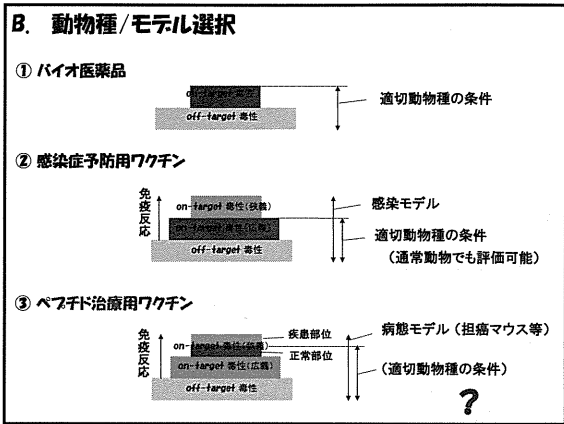 B. 動物種/モデル選択
① バイオ医薬品
on-target 毒性
off-target 毒性
適切動物種の条件
② 感染症予防用ワクチン
免疫反応
on-target 毒性(狭義)
on-target 毒性(広義)
off-target 毒性
感染モデル
適切動物種の条件
(通常動物でも評価可能)
③ ペプチド治療用ワクチン
免疫反応
疾患部位
on-target 毒性(狭義)
正常部位
on-target 毒性(広義)
off-target 毒性
病態モデル (担癌マウス等)
(適切動物種の条件)
?